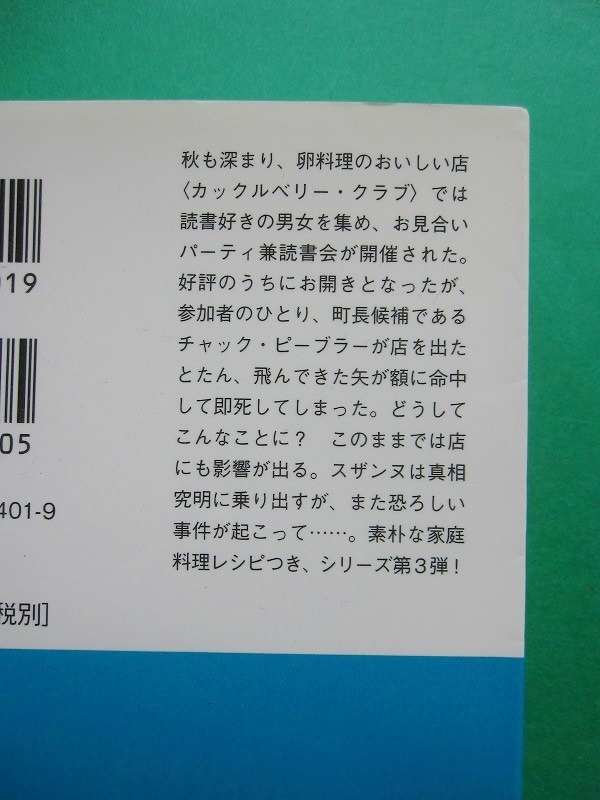 秋も深まり、卵料理のおいしい店
〈カックルベリー・クラブ〉では
読書好きの男女を集め、お見合い
パーティ兼読書会が開催された。
好評のうちにお開きとなったが、
参加者のひとり、町長候補である
チャック・ピーブラーが店を出た
とたん、飛んできた矢が額に命中
して即死してしまった。どうして
こんなことに？　このままでは店
にも影響が出る。スザンヌは真相
究明に乗り出すが、また恐ろしい
事件が起こって……。素朴な家庭
料理レシピつき、シリーズ第3弾！
019
05
401-9
税別]